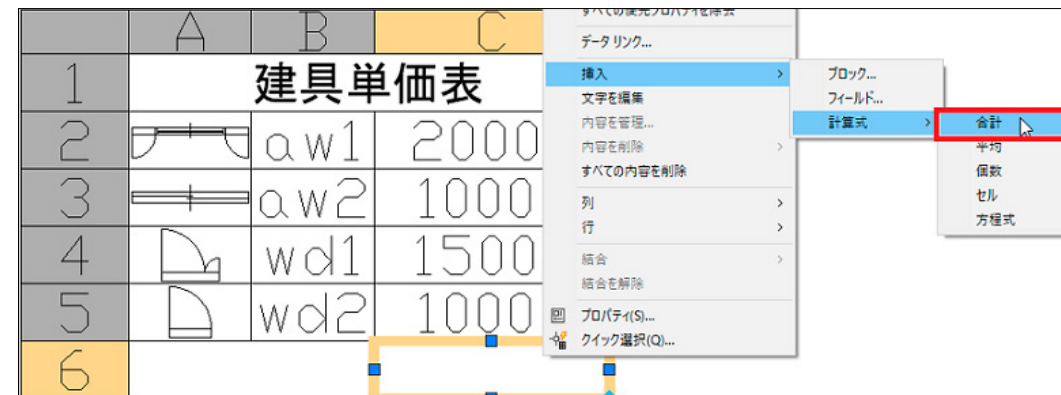 A B C
1 建具単価表
2 aw1 2000
3 aw2 1000
4 wd1 1500
5 wd2 1000
6
データリンク...
挿入 >
文字を編集
内容を管理...
内容を削除 >
すべての内容を削除
列 >
行 >
結合 >
結合を解除
プロパティ(S)...
クイック選択(Q)...
ブロック...
フィールド...
計算式 >
合計
平均
個数
セル
方程式